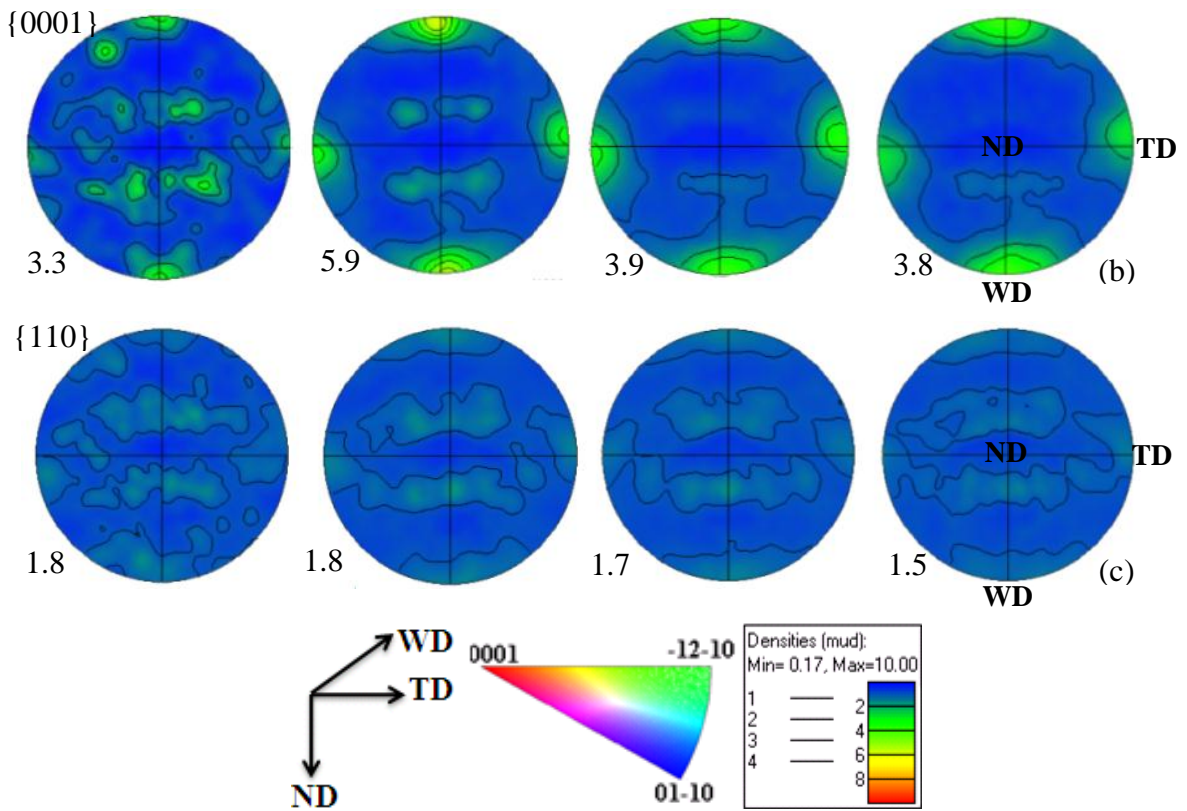 {0001}
ND
TD
3.3
5.9
3.9
3.8
(b)
WD
{110}
ND
TD
1.8
1.8
1.7
1.5
(c)
WD
WD
TD
ND
0001
-12-10
01-10
Densities (mud):
Min= 0.17, Max=10.00
1
2
3
4
2
4
6
8